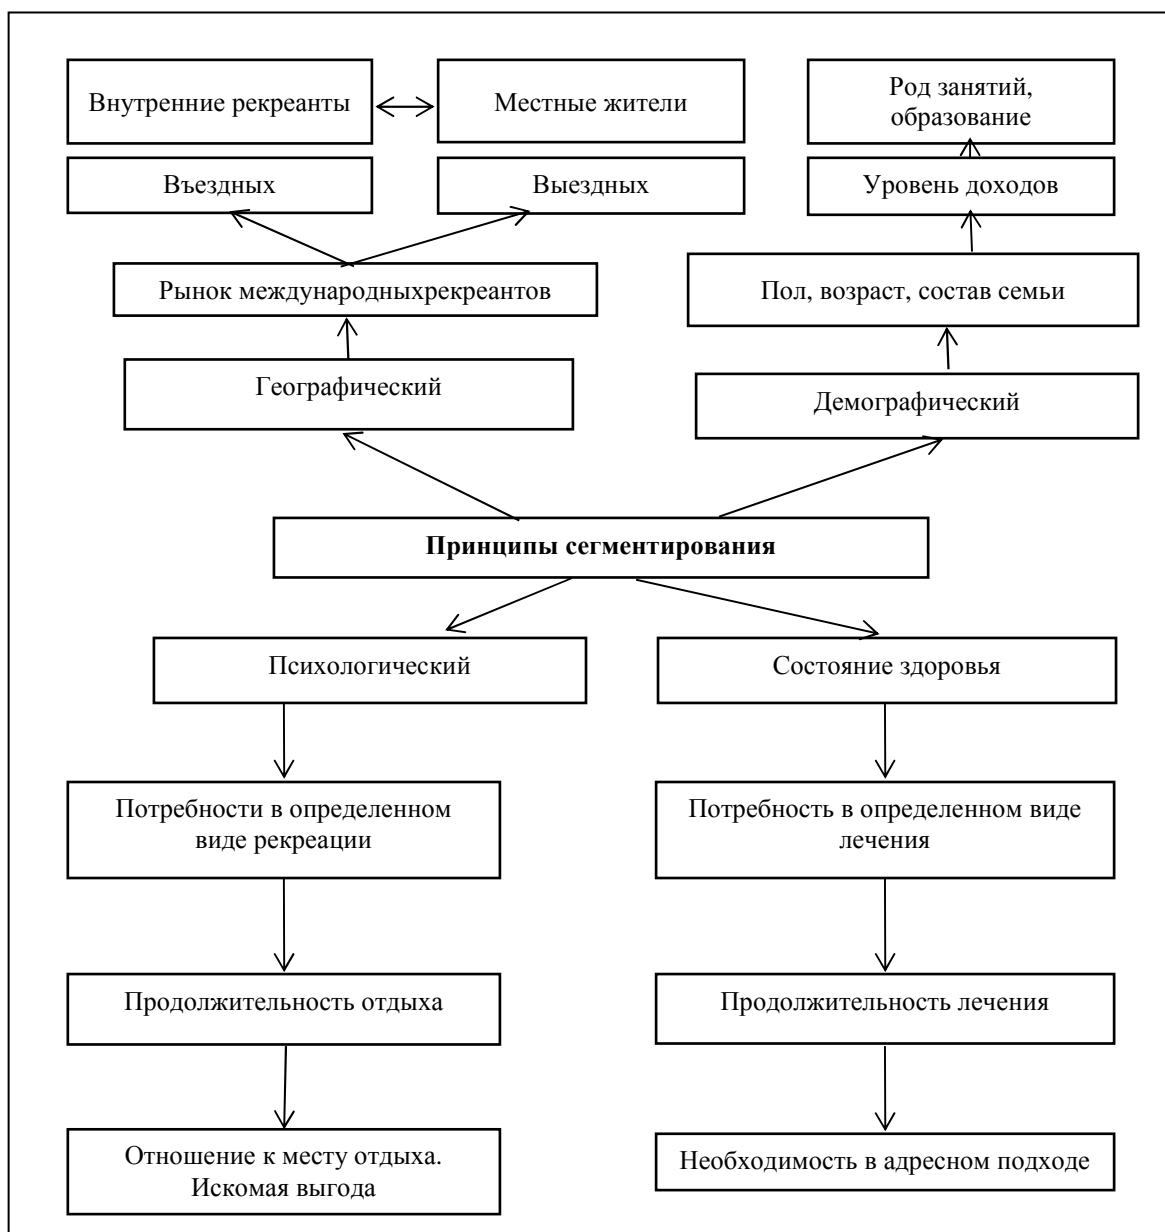 Внутренние рекреанты
Местные жители
Род занятий,
образование
Въездных
Выездных
Уровень доходов
Рынок международныхрекреантов
Пол, возраст, состав семьи
Географический
Демографический
Принципы сегментирования
Психологический
Состояние здоровья
Потребности в определенном
виде рекреации
Потребность в определенном виде
лечения
Продолжительность отдыха
Продолжительность лечения
Отношение к месту отдыха.
Искомая выгода
Необходимость в адресном подходе